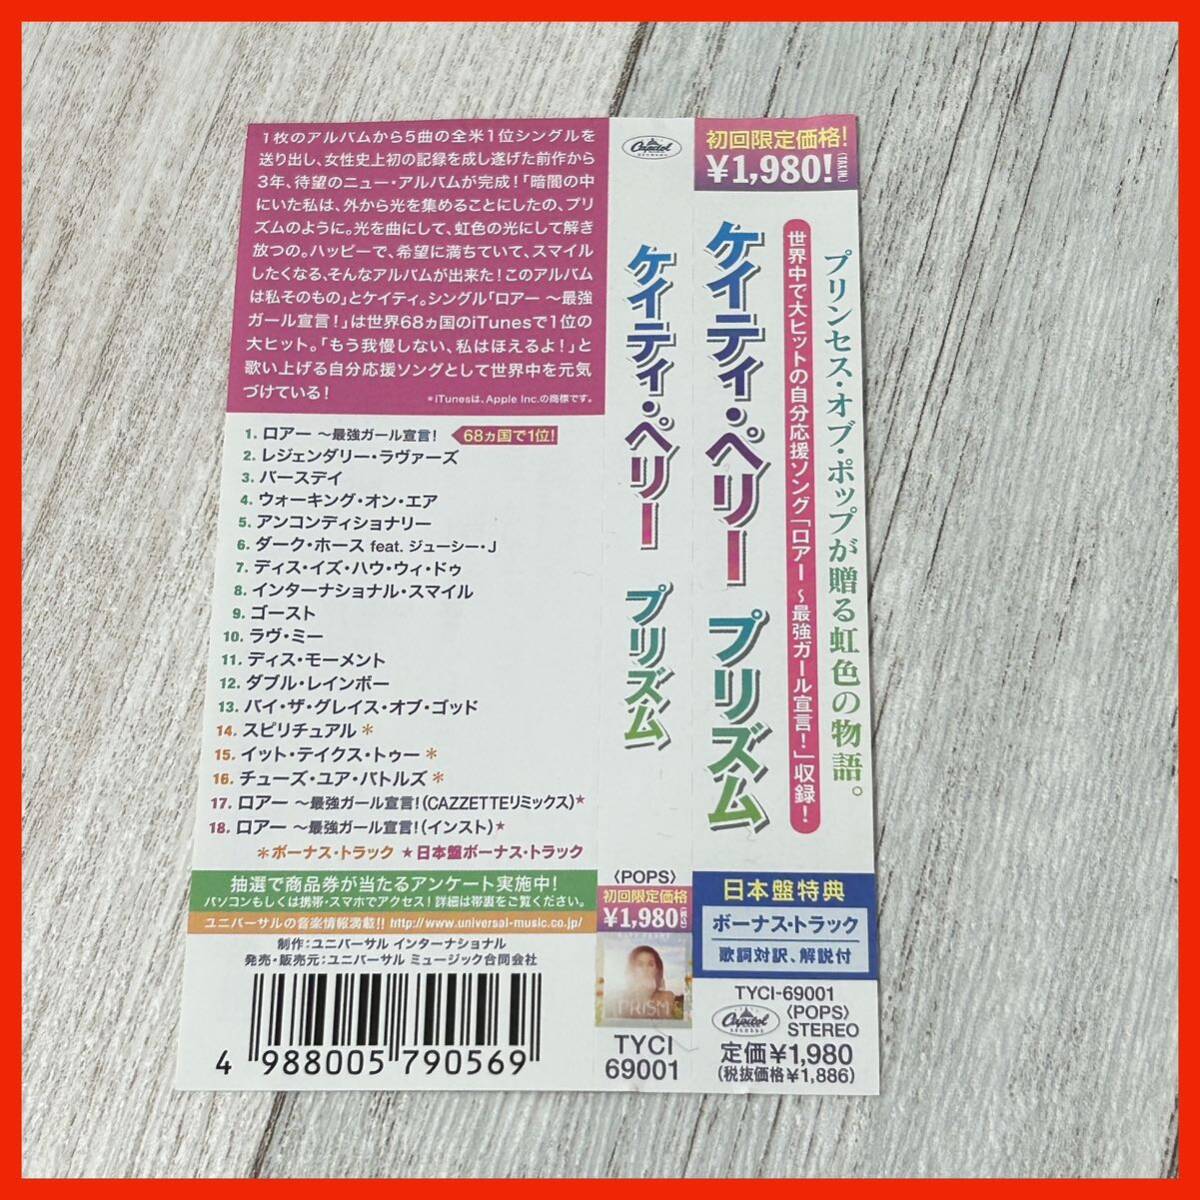 1枚のアルバムから5曲の全米1位シングルを
送り出し、女性史上初の記録を成し遂げた前作から
3年、待望のニュー・アルバムが完成!「暗闇の中
にいた私は、外から光を集めることにしたの、プリ
ズムのように。光を曲にして、虹色の光にして解き
放つの。ハッピーで、希望に満ちていて、スマイル
したくなる、そんなアルバムが出来た!このアルバム
は私そのもの」とケイティ。シングル「ロアー ～最強
ガール宣言!」は世界68ヵ国のiTunesで1位の
大ヒット。「もう我慢しない、私はほえるよ!」と
歌い上げる自分応援ソングとして世界中を元気
づけている!
*iTunesは、Apple Inc.の商標です。
1. ロアー ～最強ガール宣言! 68ヵ国で1位!
2. レジェンダリー・ラヴァーズ
3. バースデイ
4. ウォーキング・オン・エア
5. アンコンディショナリー
6. ダーク・ホース feat. ジューシー・J
7. ディス・イズ・ハウ・ウィ・ドゥ
8. インターナショナル・スマイル
9. ゴースト
10. ラヴ・ミー
11. ディス・モーメント
12. ダブル・レインボー
13. バイ・ザ・グレイス・オブ・ゴッド
14. スピリチュアル*
15. イット・テイクス・トゥー*
16. チューズ・ユア・バトルズ*
17. ロアー ～最強ガール宣言!(CAZZETTEリミックス)★
18. ロアー ～最強ガール宣言!(インスト)★
*ボーナス・トラック ★日本盤ボーナス・トラック
抽選で商品券が当たるアンケート実施中!
パソコンもしくは携帯・スマホでアクセス!詳細は帯裏をご覧ください。
ユニバーサルの音楽情報満載!! http://www.universal-music.co.jp/
制作:ユニバーサル インターナショナル
発売・販売元:ユニバーサル ミュージック合同会社
4 988005 790569
Capitol
RECORDS
ケイティ・ペリー プリズム
〈POPS〉
初回限定価格
¥1,980(税込)
PRISM
TYCI
69001
初回限定価格!
¥1,980!(TAX IN)
プリンセス・オブ・ポップが贈る虹色の物語。
世界中で大ヒットの自分応援ソング「ロアー ～最強ガール宣言!」収録!
ケイティ・ペリー プリズム
日本盤特典
ボーナス・トラック
歌詞対訳、解説付
TYCI-69001
Capitol
RECORDS
〈POPS〉
STEREO
定価¥1,980
(税抜価格¥1,886)